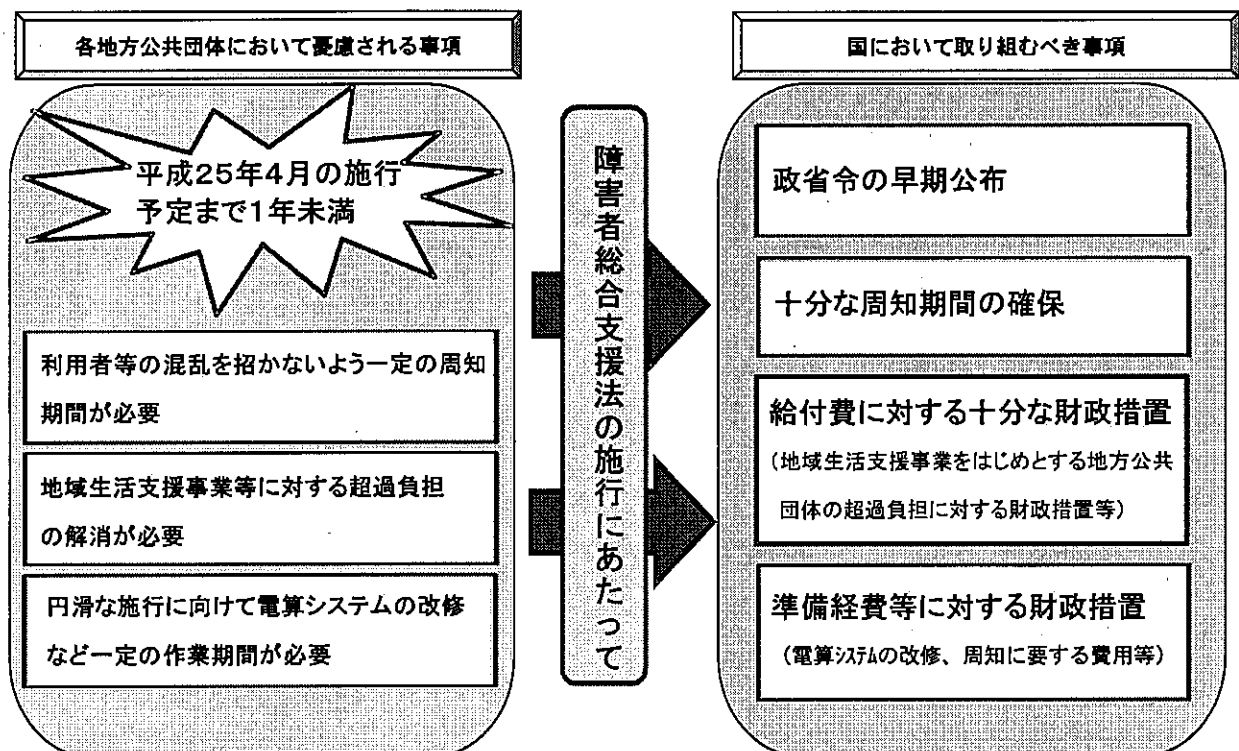 各地方公共団体において憂慮される事項
平成25年4月の施行
予定まで1年未満
利用者等の混乱を招かないよう一定の周知
期間が必要
地域生活支援事業等に対する超過負担
の解消が必要
円滑な施行に向けて電算システムの改修
など一定の作業期間が必要
障害者総合支援法の施行にあたって
国において取り組むべき事項
政省令の早期公布
十分な周知期間の確保
給付費に対する十分な財政措置
（地域生活支援事業をはじめとする地方公共
団体の超過負担に対する財政措置等）
準備経費等に対する財政措置
（電算ｼｽﾃﾑの改修、周知に要する費用等）